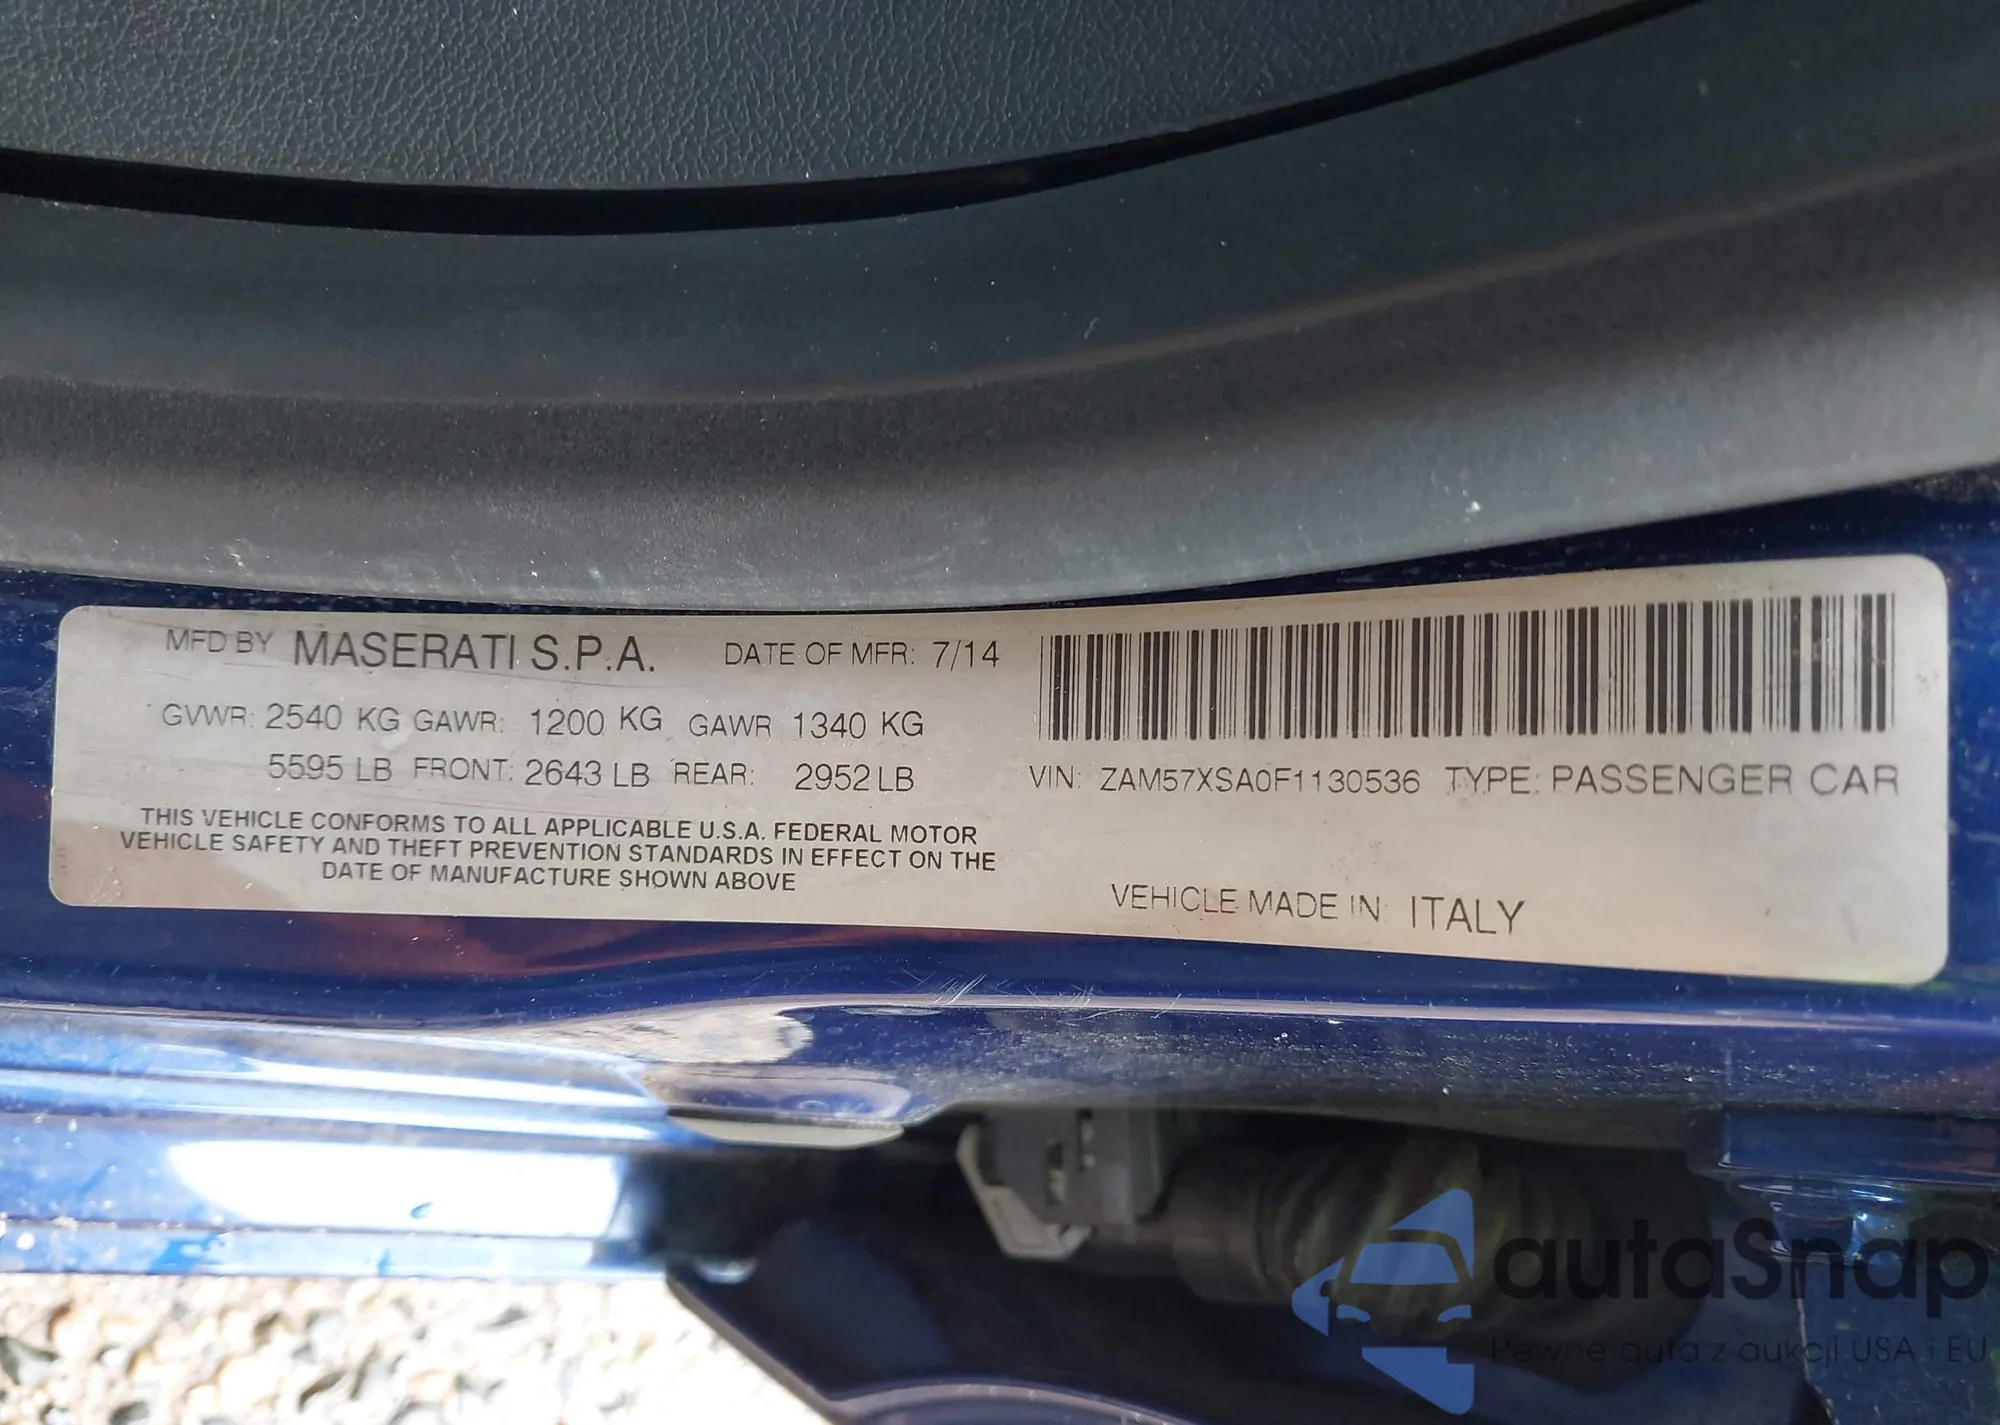 MFD BY MASERATI S.P.A. DATE OF MFR: 7/14
GVWR: 2540 KG GAWR: 1200 KG GAWR 1340 KG
5595 LB FRONT: 2643 LB REAR: 2952 LB
THIS VEHICLE CONFORMS TO ALL APPLICABLE U.S.A. FEDERAL MOTOR
VEHICLE SAFETY AND THEFT PREVENTION STANDARDS IN EFFECT ON THE
DATE OF MANUFACTURE SHOWN ABOVE
VIN: ZAM57XSA0F1130536 TYPE: PASSENGER CAR
VEHICLE MADE IN: ITALY
autaSnap
Pewne auta z aukcji USA i EU